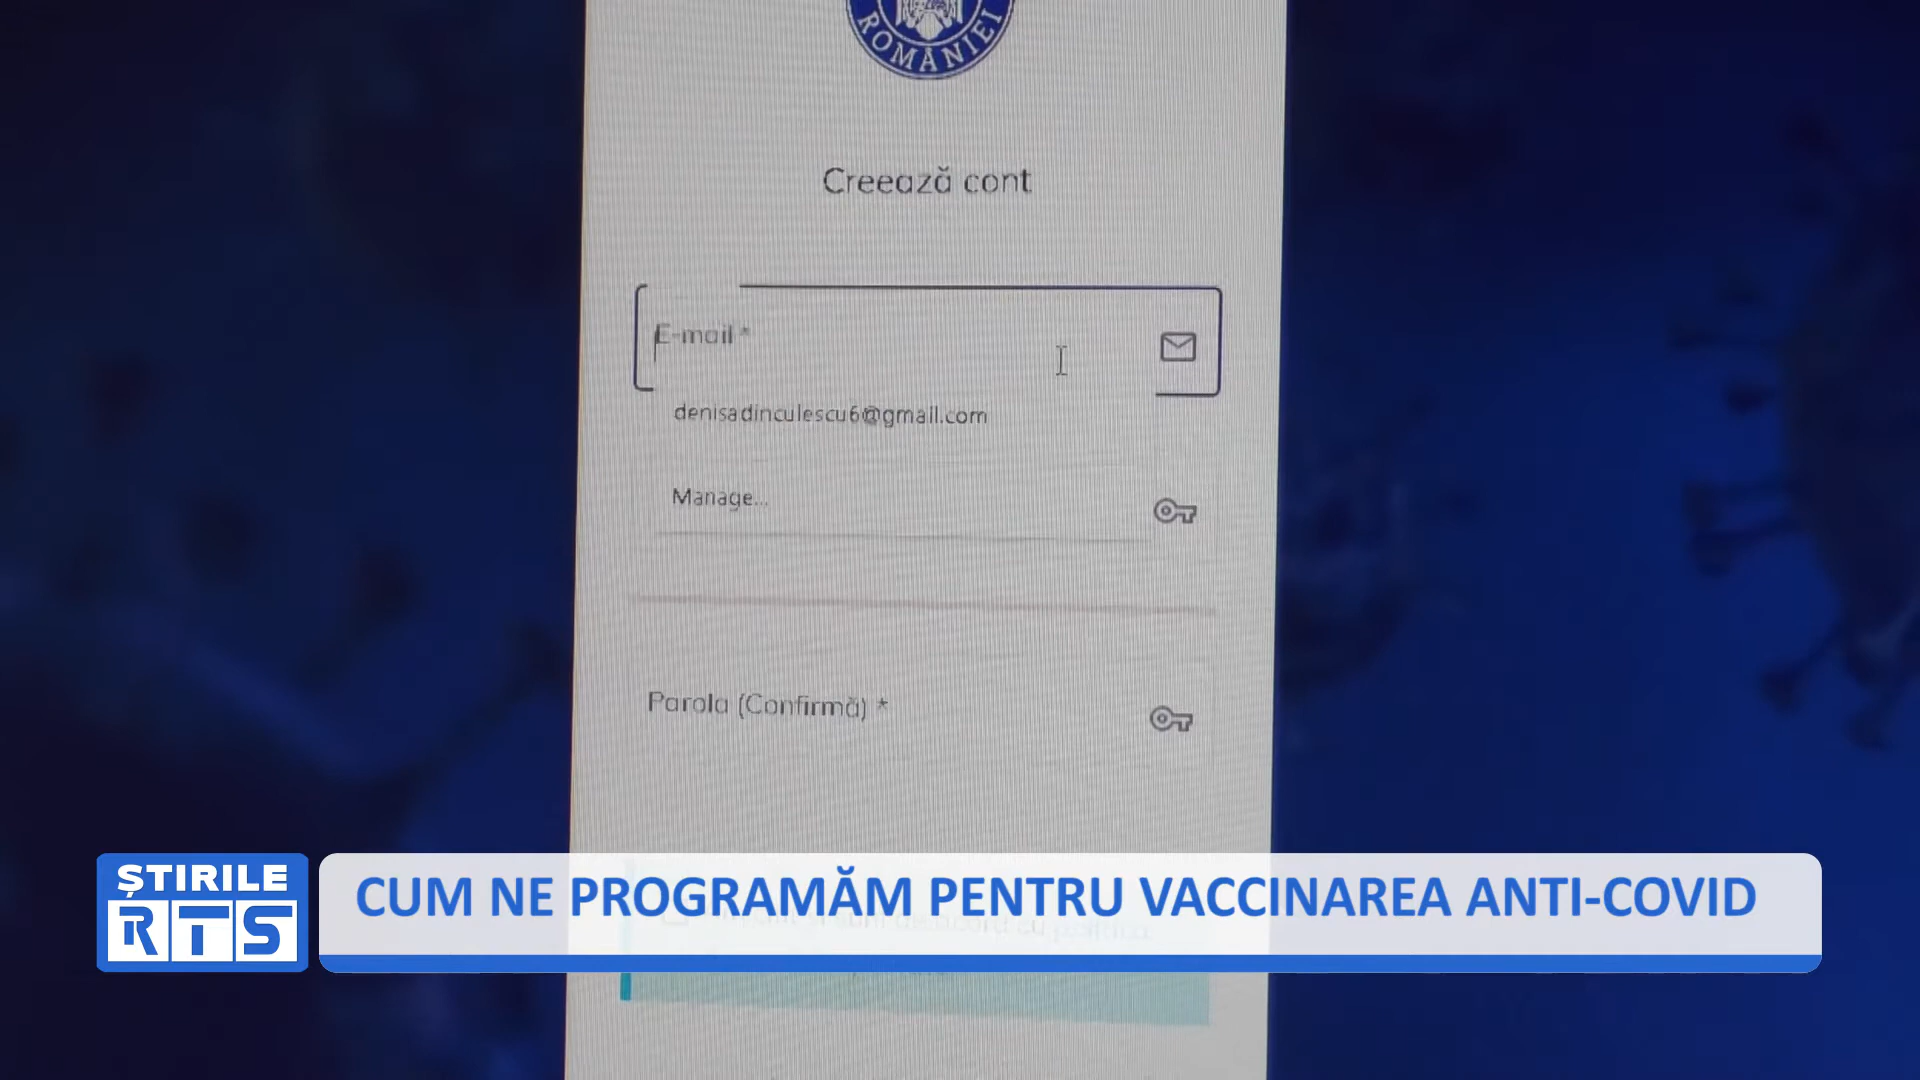 ROMÂNIEI
Creează cont
E-mail *
denisadinculescu6@gmail.com
Manage...
Parola (Confirmă) *
ȘTIRILE
RTS
CUM NE PROGRAMĂM PENTRU VACCINAREA ANTI-COVID